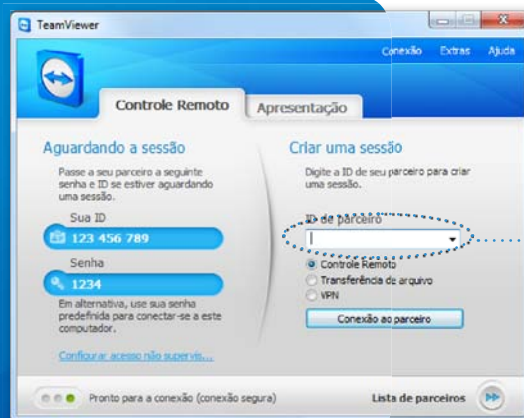 TeamViewer
Conexão Extras Ajuda
Controle Remoto
Apresentação
Aguardando a sessão
Passe a seu parceiro a seguinte
senha e ID se estiver aguardando
uma sessão.
Sua ID
123 456 789
Senha
1234
Em alternativa, use sua senha
predefinida para conectar-se a este
computador.
Configurar acesso não supervis...
Criar uma sessão
Digite a ID de seu parceiro para criar
uma sessão.
ID de parceiro
Controle Remoto
Transferência de arquivo
VPN
Conexão ao parceiro
Pronto para a conexão (conexão segura)
Lista de parceiros